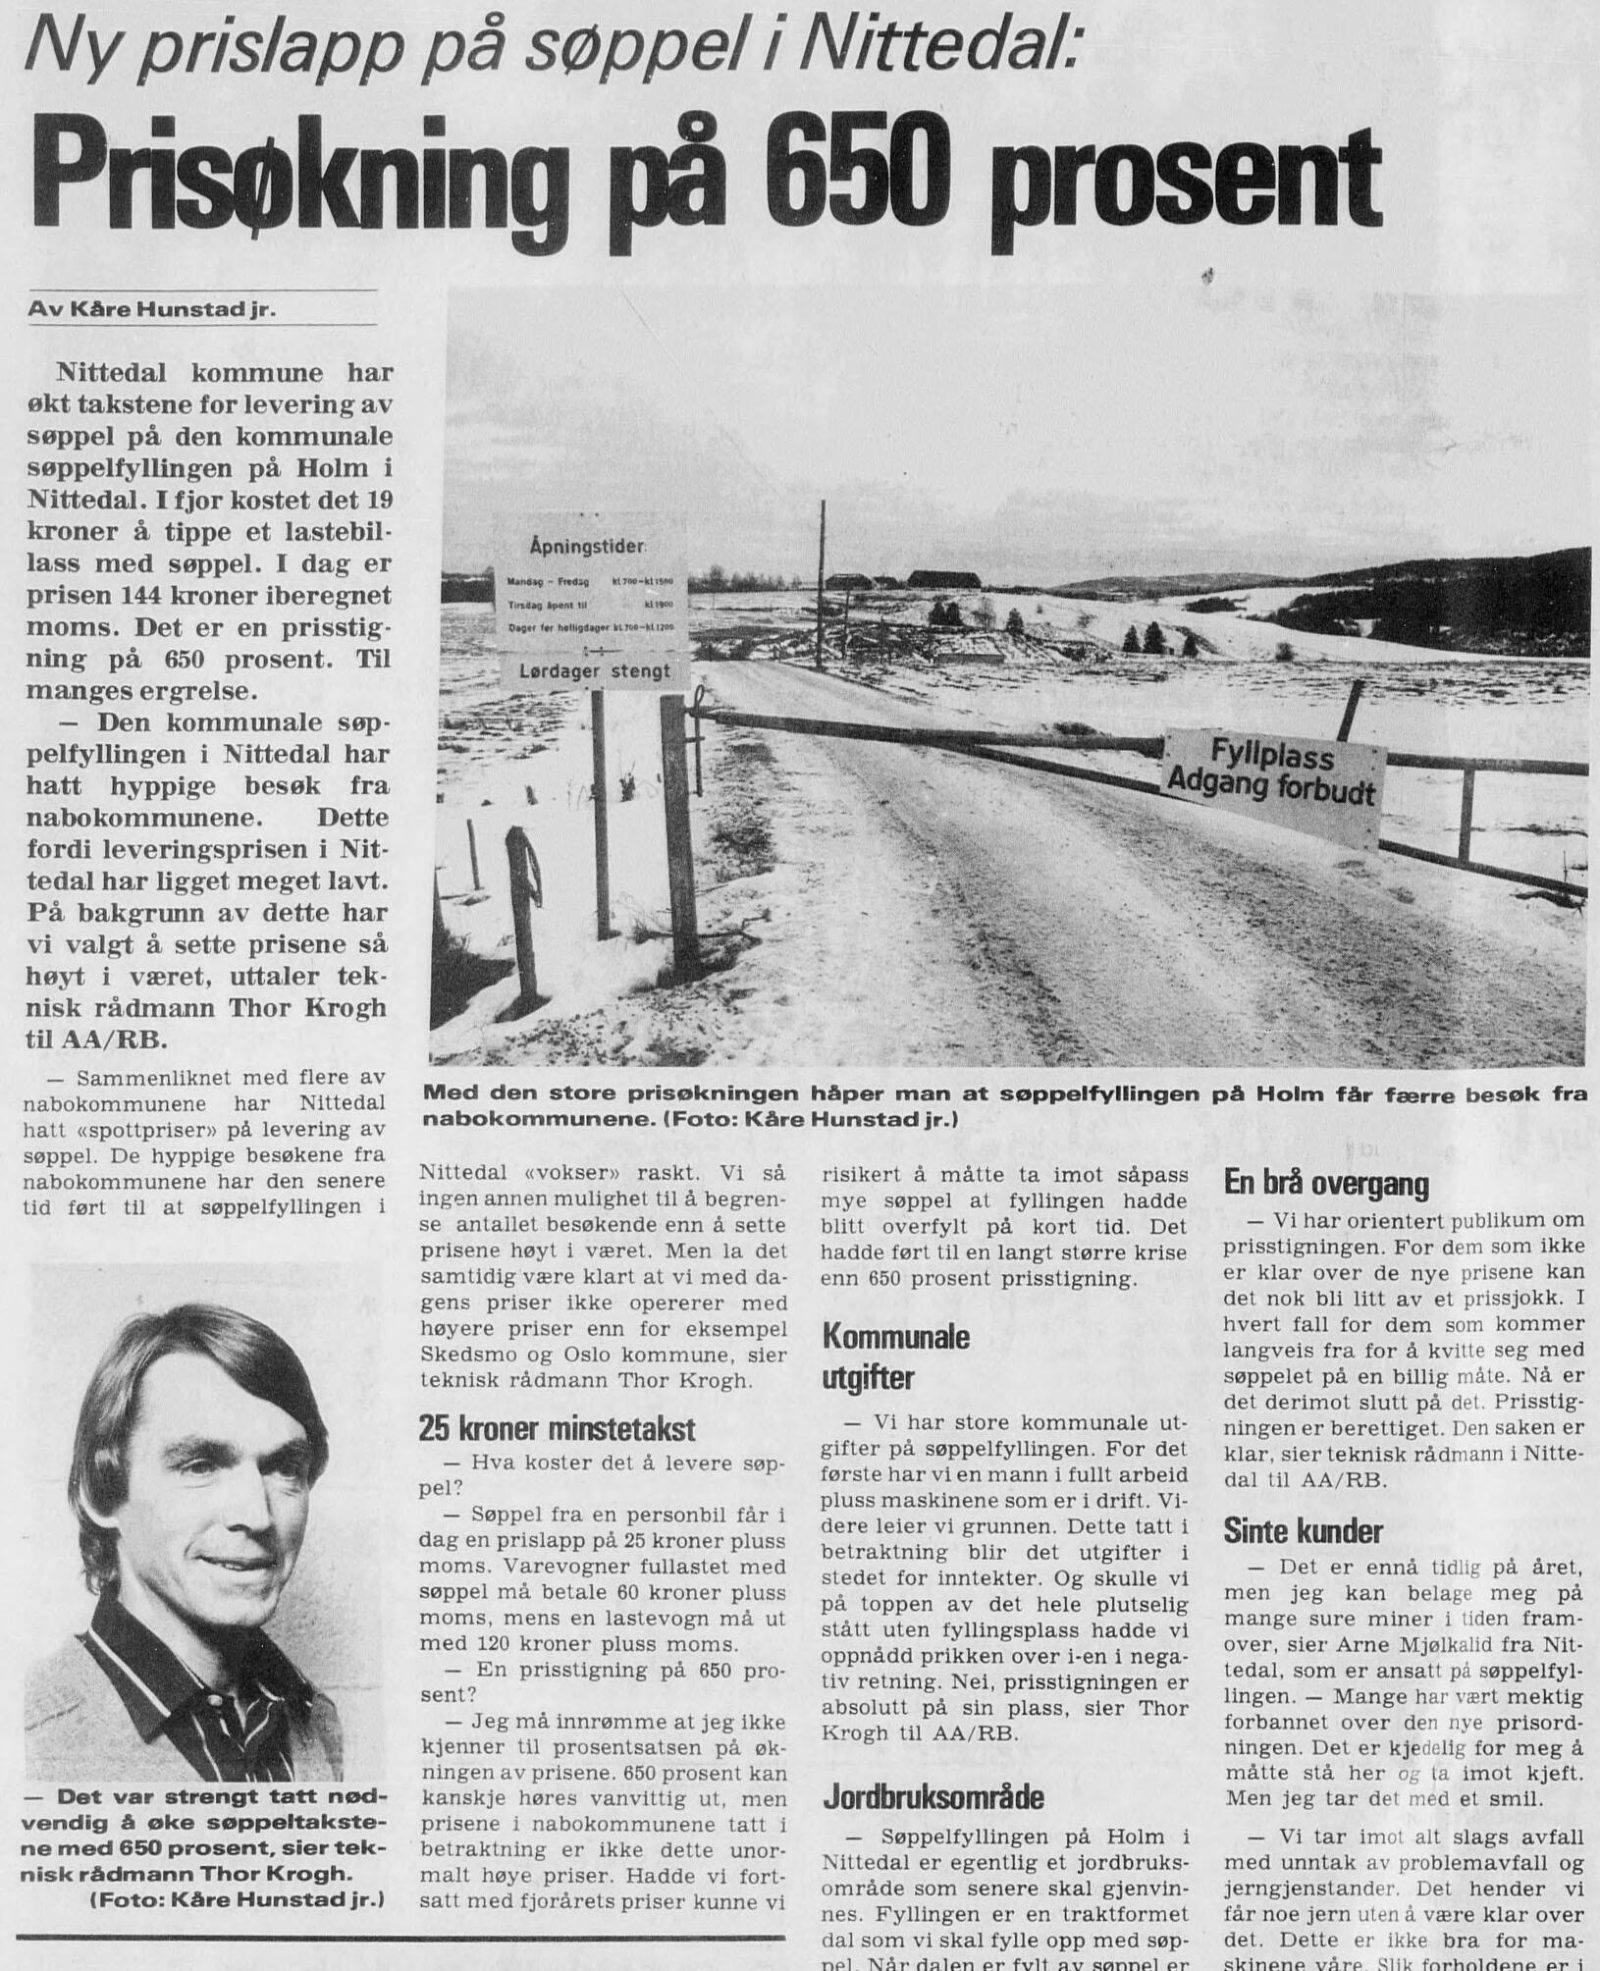 Ny prislapp på søppel i Nittedal:
Prisøkning på 650 prosent
Av Kåre Hunstad jr.
Nittedal kommune har
økt takstene for levering av
søppel på den kommunale
søppelfyllingen på Holm i
Nittedal. I fjor kostet det 19
kroner å tippe et lastebil-
lass med søppel. I dag er
prisen 144 kroner iberegnet
moms. Det er en prisstig-
ning på 650 prosent. Til
manges ergrelse.
— Den kommunale søp-
pelfyllingen i Nittedal har
hatt hyppige besøk fra
nabokommunene. Dette
fordi leveringsprisen i Nit-
tedal har ligget meget lavt.
På bakgrunn av dette har
vi valgt å sette prisene så
høyt i været, uttaler tek-
nisk rådmann Thor Krogh
til AA/RB.
— Sammenliknet med flere av
nabokommunene har Nittedal
hatt «spottpriser» på levering av
søppel. De hyppige besøkene fra
nabokommunene har den senere
tid ført til at søppelfyllingen i
— Det var strengt tatt nød-
vendig å øke søppeltakste-
ne med 650 prosent, sier tek-
nisk rådmann Thor Krogh.
(Foto: Kåre Hunstad jr.)
Åpningstider:
Mandag – Fredag kl 700–kl 1500
Tirsdag åpent til kl 1900
Dager før helligdager kl 700–kl 1200
Lørdager stengt
Fyllplass
Adgang forbudt
Med den store prisøkningen håper man at søppelfyllingen på Holm får færre besøk fra
nabokommunene. (Foto: Kåre Hunstad jr.)
Nittedal «vokser» raskt. Vi så
ingen annen mulighet til å begren-
se antallet besøkende enn å sette
prisene høyt i været. Men la det
samtidig være klart at vi med da-
gens priser ikke opererer med
høyere priser enn for eksempel
Skedsmo og Oslo kommune, sier
teknisk rådmann Thor Krogh.
25 kroner minstetakst
— Hva koster det å levere søp-
pel?
— Søppel fra en personbil får i
dag en prislapp på 25 kroner pluss
moms. Varevogner fullastet med
søppel må betale 60 kroner pluss
moms, mens en lastevogn må ut
med 120 kroner pluss moms.
— En prisstigning på 650 pro-
sent?
— Jeg må innrømme at jeg ikke
kjenner til prosentsatsen på øk-
ningen av prisene. 650 prosent kan
kanskje høres vanvittig ut, men
prisene i nabokommunene tatt i
betraktning er ikke dette unor-
malt høye priser. Hadde vi fort-
satt med fjorårets priser kunne vi
risikert å måtte ta imot såpass
mye søppel at fyllingen hadde
blitt overfylt på kort tid. Det
hadde ført til en langt større krise
enn 650 prosent prisstigning.
Kommunale
utgifter
— Vi har store kommunale ut-
gifter på søppelfyllingen. For det
første har vi en mann i fullt arbeid
pluss maskinene som er i drift. Vi-
dere leier vi grunnen. Dette tatt i
betraktning blir det utgifter i
stedet for inntekter. Og skulle vi
på toppen av det hele plutselig
stått uten fyllingsplass hadde vi
oppnådd prikken over i-en i nega-
tiv retning. Nei, prisstigningen er
absolutt på sin plass, sier Thor
Krogh til AA/RB.
Jordbruksområde
— Søppelfyllingen på Holm i
Nittedal er egentlig et jordbruks-
område som senere skal gjenvin-
nes. Fyllingen er en traktformet
dal som vi skal fylle opp med søp-
pel. Når dalen er fylt av søppel er
En brå overgang
— Vi har orientert publikum om
prisstigningen. For dem som ikke
er klar over de nye prisene kan
det nok bli litt av et prissjokk. I
hvert fall for dem som kommer
langveis fra for å kvitte seg med
søppelet på en billig måte. Nå er
det derimot slutt på det. Prisstig-
ningen er berettiget. Den saken er
klar, sier teknisk rådmann i Nitte-
dal til AA/RB.
Sinte kunder
— Det er ennå tidlig på året,
men jeg kan belage meg på
mange sure miner i tiden fram-
over, sier Arne Mjølkalid fra Nit-
tedal, som er ansatt på søppelfyl-
lingen. — Mange har vært mektig
forbannet over den nye prisord-
ningen. Det er kjedelig for meg å
måtte stå her og ta imot kjeft.
Men jeg tar det med et smil.
— Vi tar imot alt slags avfall
med unntak av problemavfall og
jerngjenstander. Det hender vi
får noe jern uten å være klar over
det. Dette er ikke bra for ma-
skinene våre. Slik forholdene er i